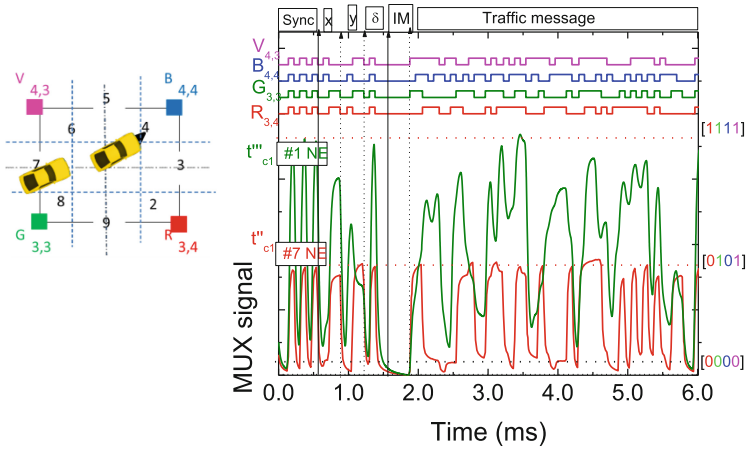 V
4,3
B
4,4
5
6
4
7
3
8
2
9
G
3,3
R
3,4
Sync x y δ IM Traffic message
V4,3
B4,4
G3,3
R3,4
[1111]
t'''c1 #1 NE
t''c1
#7 NE
[0101]
[0000]
MUX signal
0.0 1.0 2.0 3.0 4.0 5.0 6.0
Time (ms)